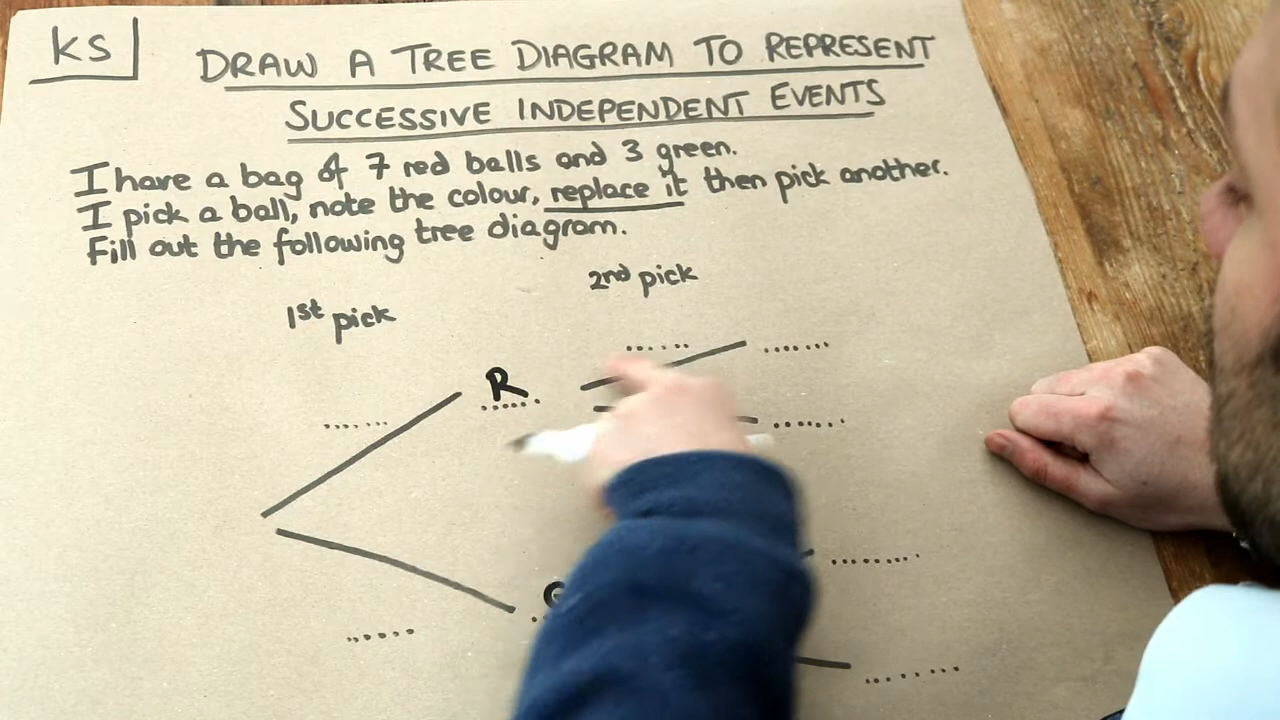 KS
DRAW A TREE DIAGRAM TO REPRESENT
SUCCESSIVE INDEPENDENT EVENTS
I have a bag of 7 red balls and 3 green.
I pick a ball, note the colour, replace it then pick another.
Fill out the following tree diagram.
1st pick
2nd pick
R
G